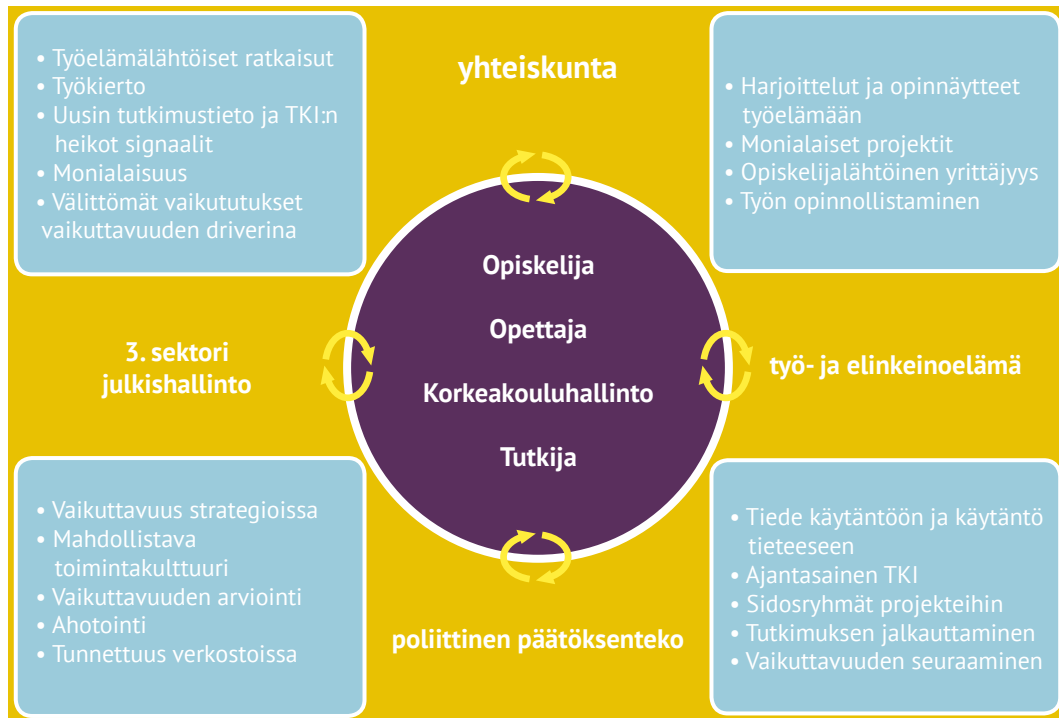 • Työelämälähtöiset ratkaisut
• Työkierto
• Uusin tutkimustieto ja TKI:n
heikot signaalit
• Monialaisuus
• Välittömät vaikututukset
vaikuttavuuden driverina
yhteiskunta
• Harjoittelut ja opinnäytteet
työelämään
• Monialaiset projektit
• Opiskelijalähtöinen yrittäjyys
• Työn opinnollistaminen
3. sektori
julkishallinto
Opiskelija
Opettaja
Korkeakouluhallinto
Tutkija
työ- ja elinkeinoelämä
• Vaikuttavuus strategioissa
• Mahdollistava
toimintakulttuuri
• Vaikuttavuuden arviointi
• Ahotointi
• Tunnettuus verkostoissa
poliittinen päätöksenteko
• Tiede käytäntöön ja käytäntö
tieteeseen
• Ajantasainen TKI
• Sidosryhmät projekteihin
• Tutkimuksen jalkauttaminen
• Vaikuttavuuden seuraaminen